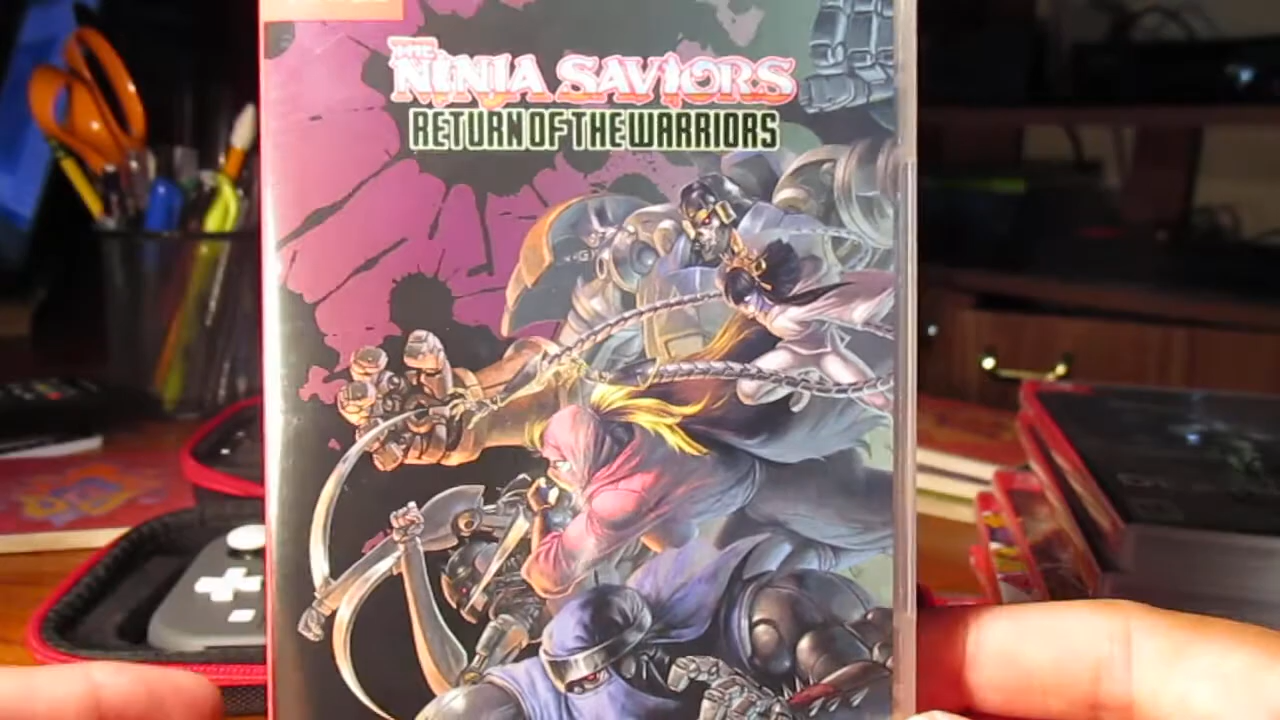 THE
NINJA SAVIORS
RETURN OF THE WARRIORS